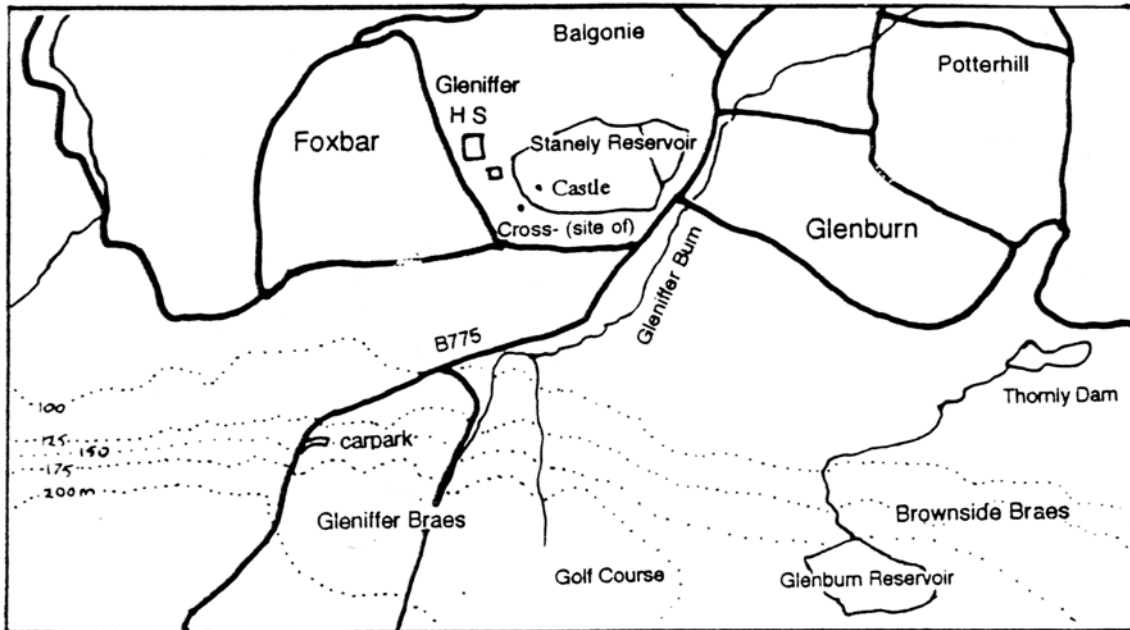 Balgonie
Potterhill
Gleniffer
H S
Foxbar
Stanely Reservoir
Castle
Cross- (site of)
Glenburn
Gleniffer Burn
B775
100
Thornly Dam
125
150
carpark
175
200m
Gleniffer Braes
Brownside Braes
Golf Course
Glenburn Reservoir